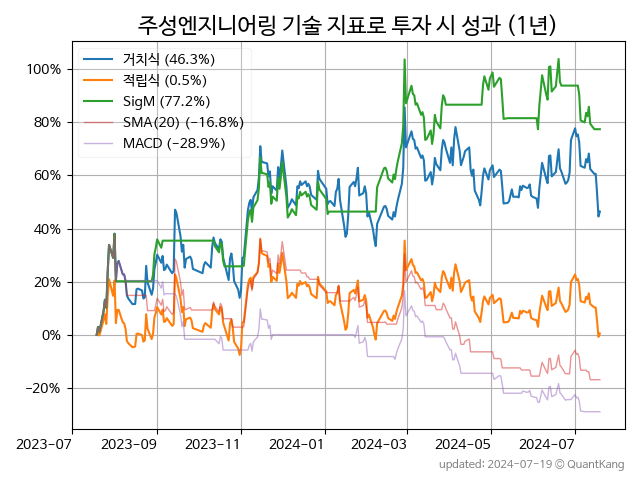 주성엔지니어링 기술 지표로 투자 시 성과 (1년)
거치식 (46.3%)
적립식 (0.5%)
SigM (77.2%)
SMA(20) (−16.8%)
MACD (−28.9%)
100%
80%
60%
40%
20%
0%
−20%
2023-07
2023-09
2023-11
2024-01
2024-03
2024-05
2024-07
updated: 2024-07-19 © QuantKang